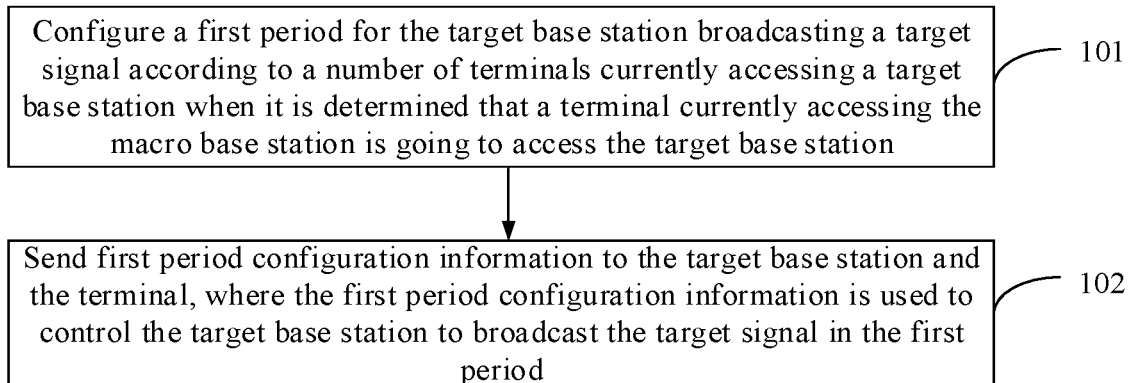 Configure a first period for the target base station broadcasting a target
signal according to a number of terminals currently accessing a target
base station when it is determined that a terminal currently accessing the
macro base station is going to access the target base station
101
Send first period configuration information to the target base station and
the terminal, where the first period configuration information is used to
control the target base station to broadcast the target signal in the first
period
102